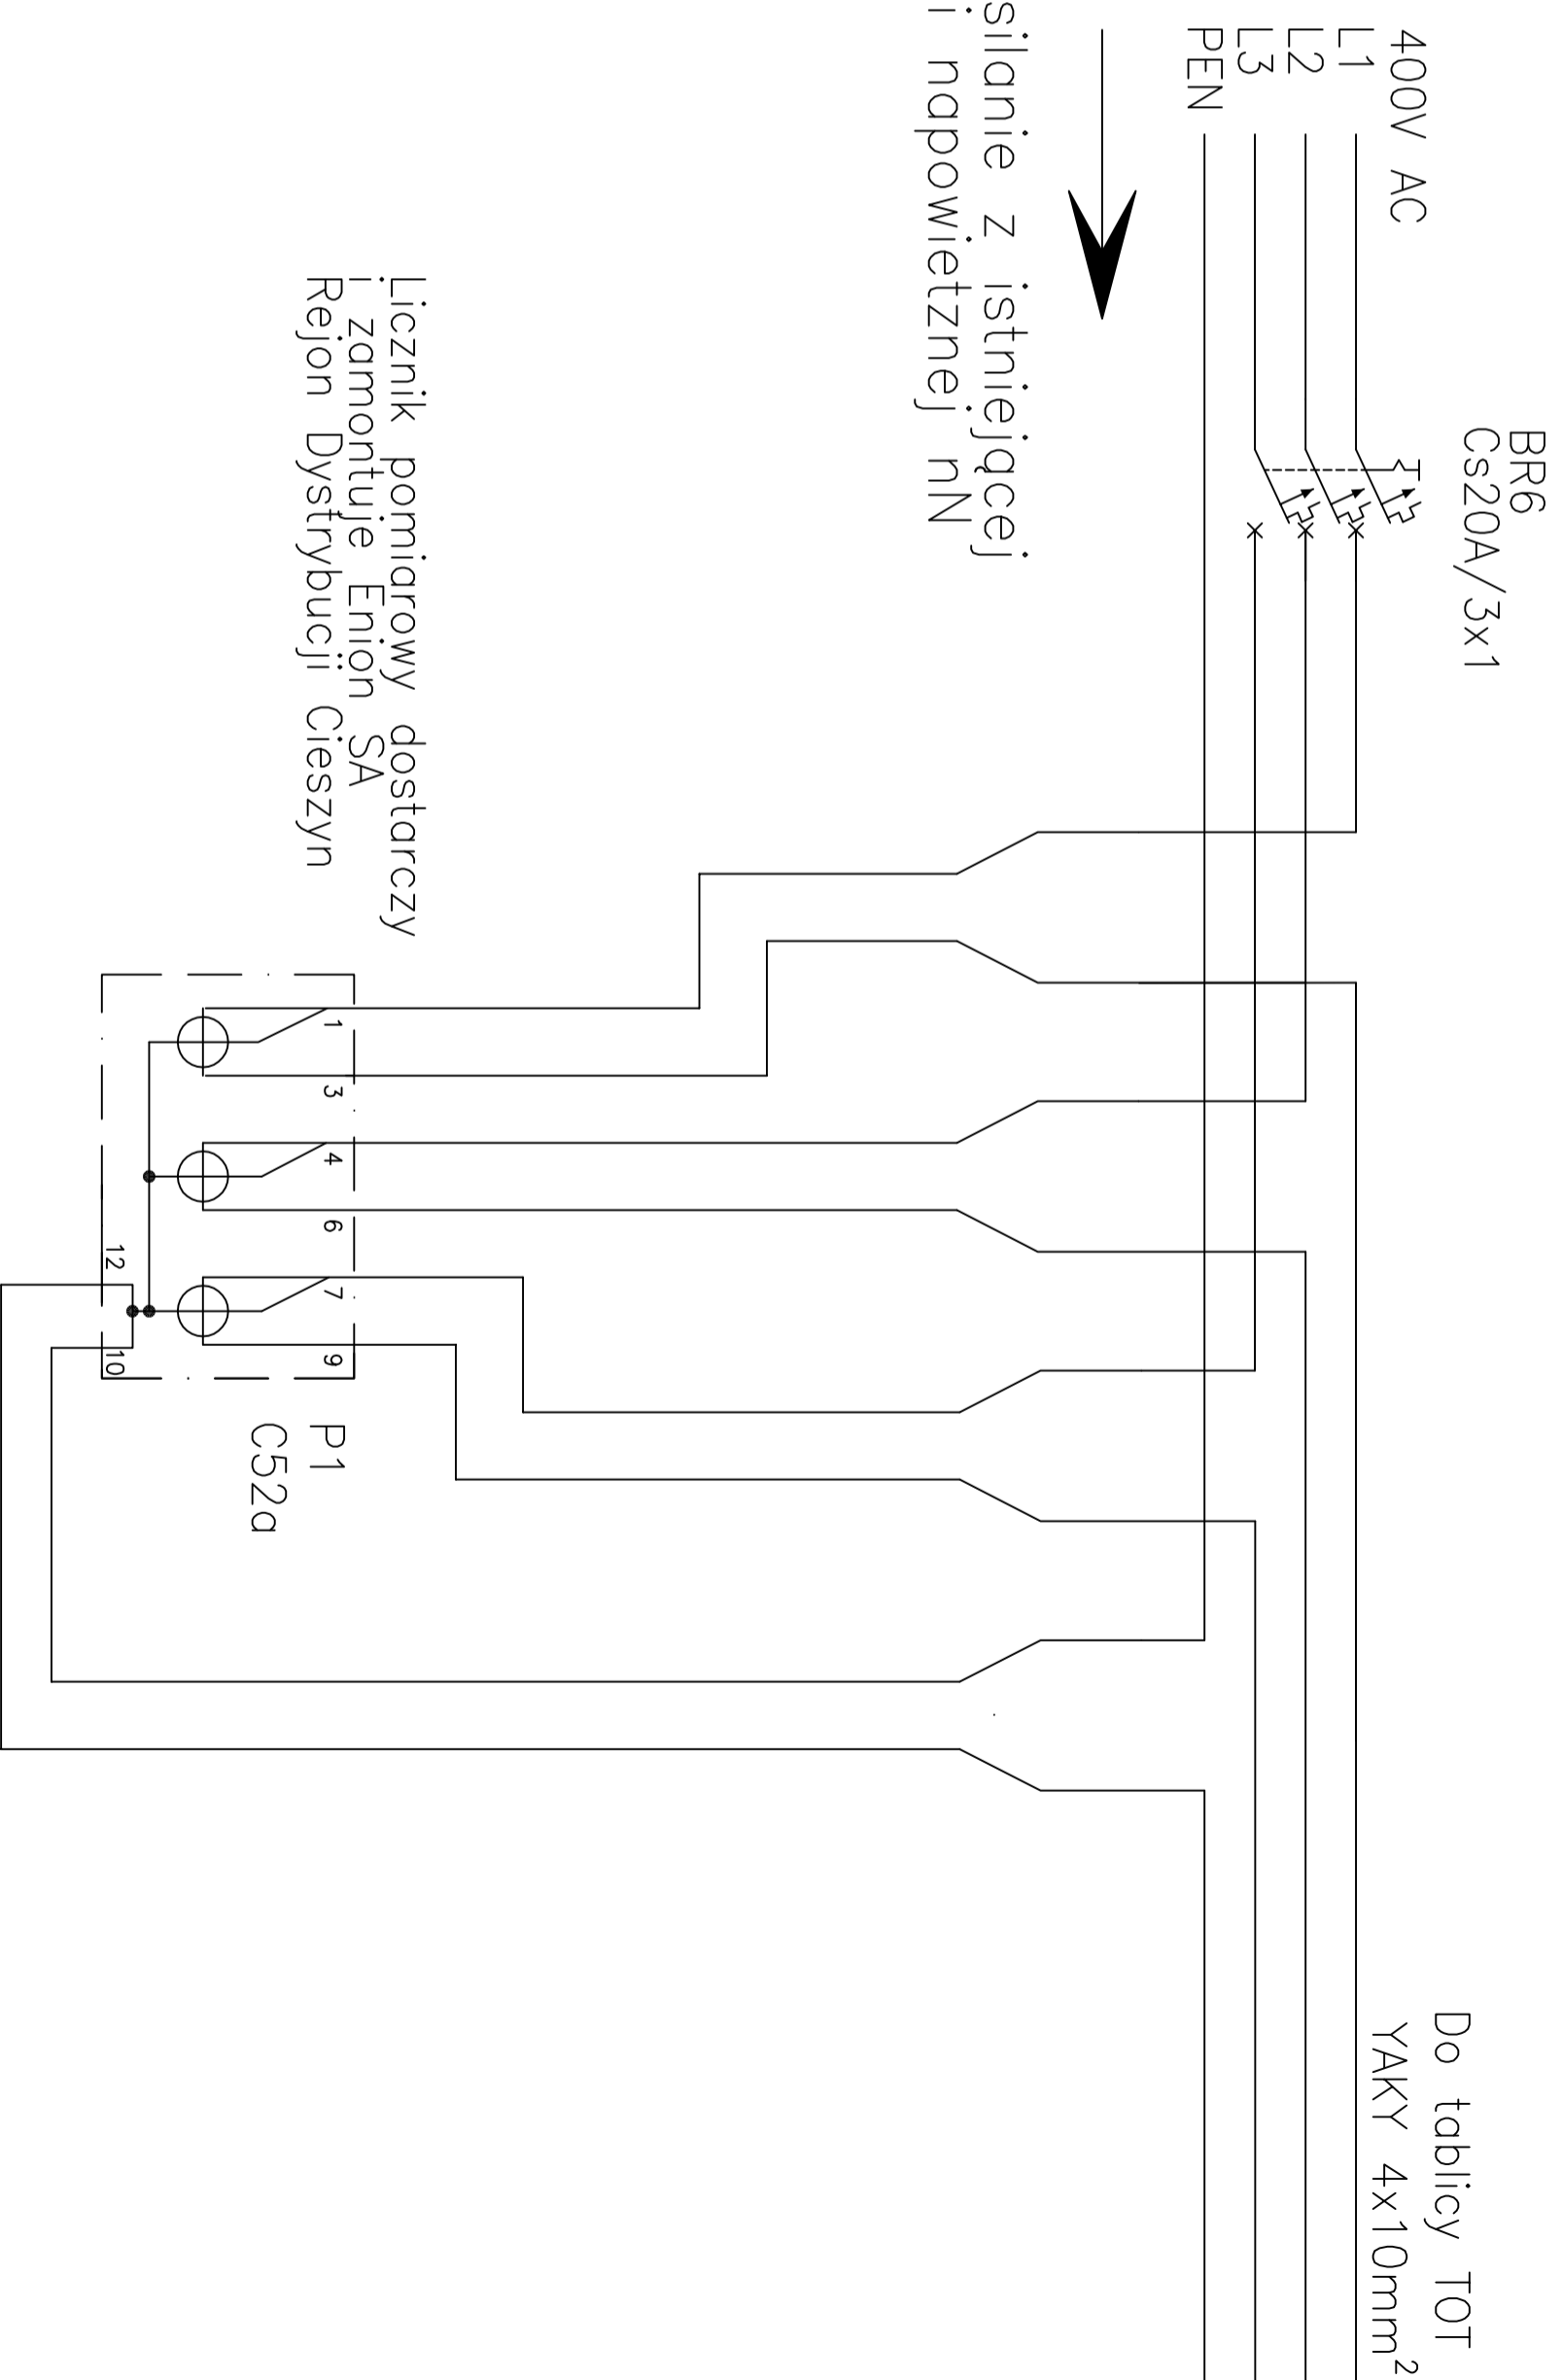 400V AC
L1
L2
L3
PEN
BR6
Cs20A/3x1
silanie z istniejącej
i napowietznej nN
Licznik pomiarowy dostarczy
i zamontuje Enion SA
Rejon Dystrybucji Cieszyn
1
3
4
6
7
9
12
10
P1
C52a
Do tablicy TOT
YAKY 4x10mm²